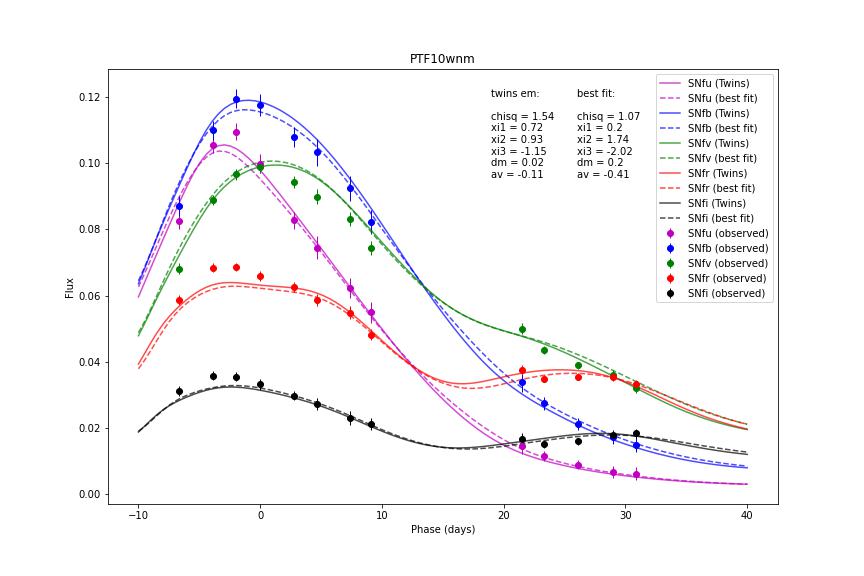 PTF10wnm
twins em: best fit:
chisq = 1.54 chisq = 1.07
xi1 = 0.72 xi1 = 0.2
xi2 = 0.93 xi2 = 1.74
xi3 = -1.15 xi3 = -2.02
dm = 0.02 dm = 0.2
av = -0.11 av = -0.41
SNfu (Twins)
SNfu (best fit)
SNfb (Twins)
SNfb (best fit)
SNfv (Twins)
SNfv (best fit)
SNfr (Twins)
SNfr (best fit)
SNfi (Twins)
SNfi (best fit)
SNfu (observed)
SNfb (observed)
SNfv (observed)
SNfr (observed)
SNfi (observed)
Flux
0.12
0.10
0.08
0.06
0.04
0.02
0.00
−10 0 10 20 30 40
Phase (days)